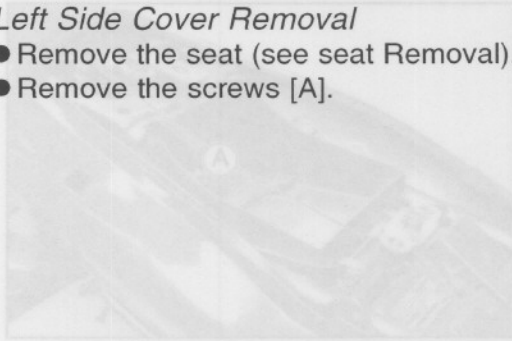 Left Side Cover Removal
● Remove the seat (see seat Removal)
● Remove the screws [A].
A